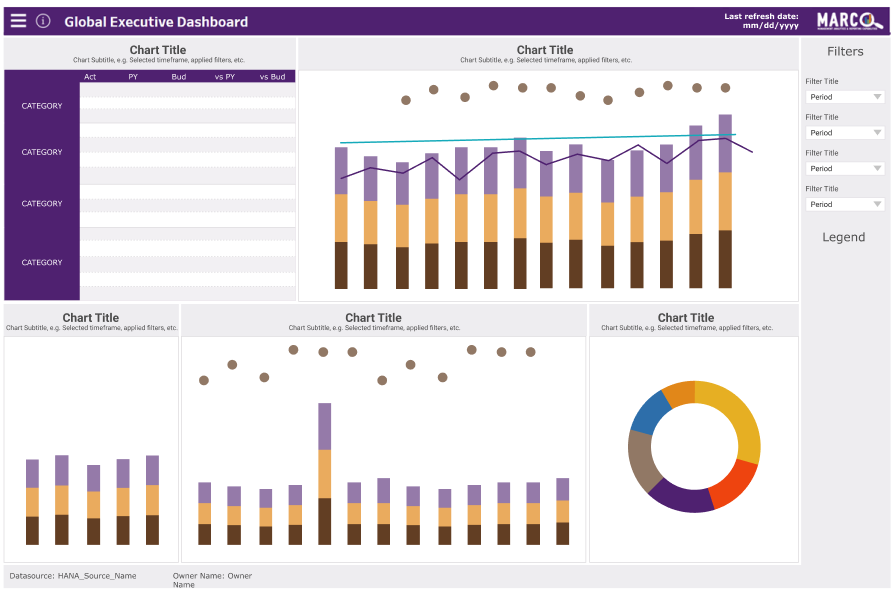 Global Executive Dashboard
Last refresh date:
mm/dd/yyyy
MARCO
Chart Title
Chart Subtitle, e.g. Selected timeframe, applied filters, etc.
Act PY Bud vs PY vs Bud
CATEGORY
CATEGORY
CATEGORY
CATEGORY
Chart Title
Chart Subtitle, e.g. Selected timeframe, applied filters, etc.
Filters
Filter Title
Period
Filter Title
Period
Filter Title
Period
Filter Title
Period
Legend
Chart Title
Chart Subtitle, e.g. Selected timeframe, applied filters, etc.
Chart Title
Chart Subtitle, e.g. Selected timeframe, applied filters, etc.
Chart Title
Chart Subtitle, e.g. Selected timeframe, applied filters, etc.
Datasource: HANA_Source_Name
Owner Name: Owner
Name